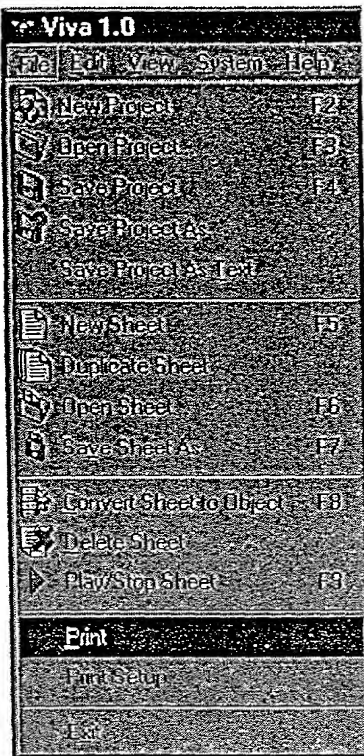 Viva 1.0
File Edit View System Help
New Project F2
Open Project F3
Save Project F4
Save Project As
Save Project As Text
New Sheet F5
Duplicate Sheet
Open Sheet F6
Save Sheet As F7
Convert Sheet to Object F8
Delete Sheet
Play/Stop Sheet F9
Print
Print Setup
Exit